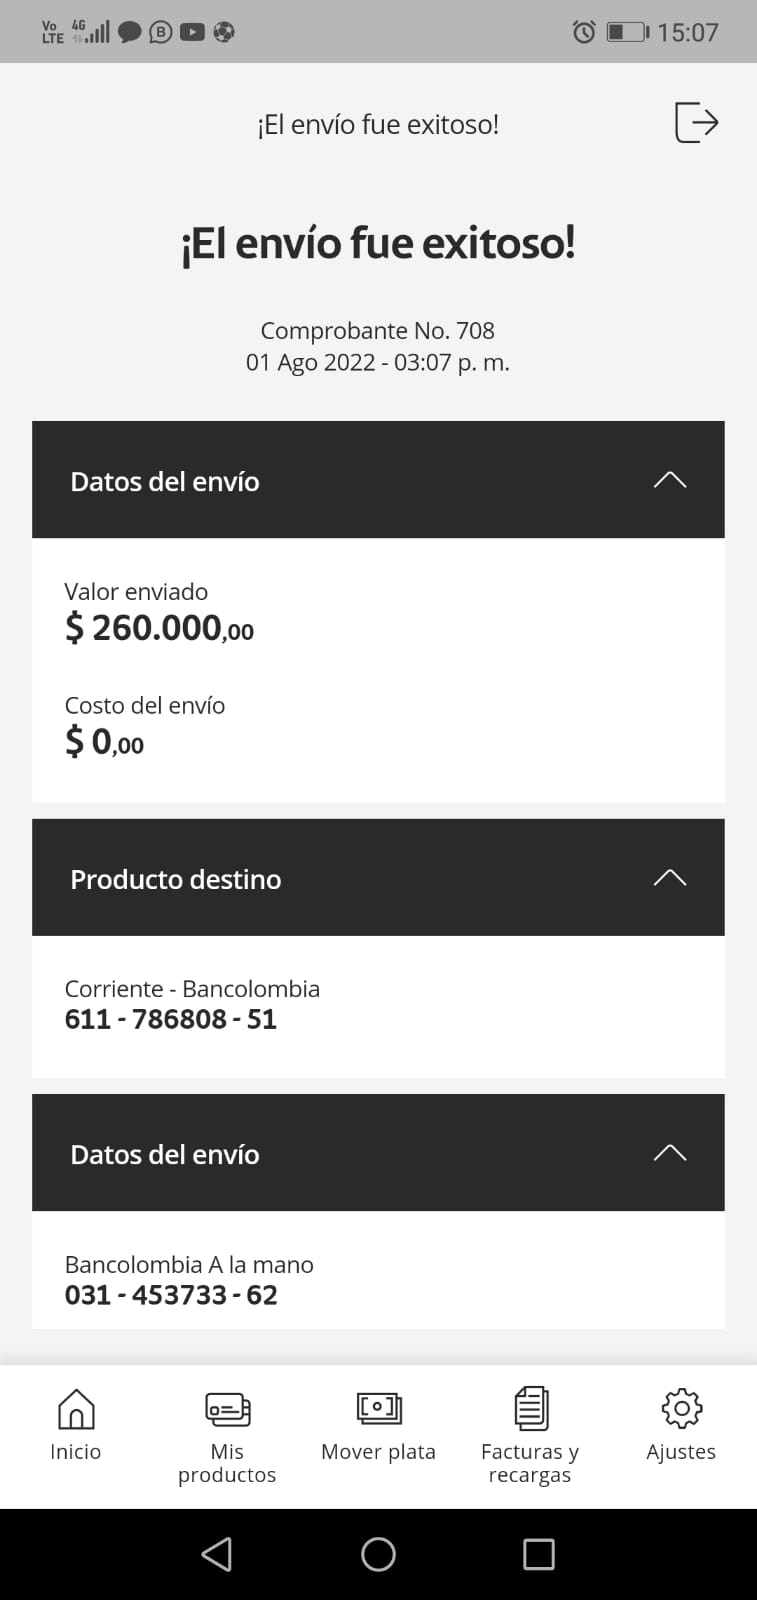 Vo
LTE
4G
B
15:07
¡El envío fue exitoso!
¡El envío fue exitoso!
Comprobante No. 708
01 Ago 2022 - 03:07 p. m.
Datos del envío
Valor enviado
$ 260.000,00
Costo del envío
$ 0,00
Producto destino
Corriente - Bancolombia
611 - 786808 - 51
Datos del envío
Bancolombia A la mano
031 - 453733 - 62
Inicio
Mis
productos
Mover plata
Facturas y
recargas
Ajustes